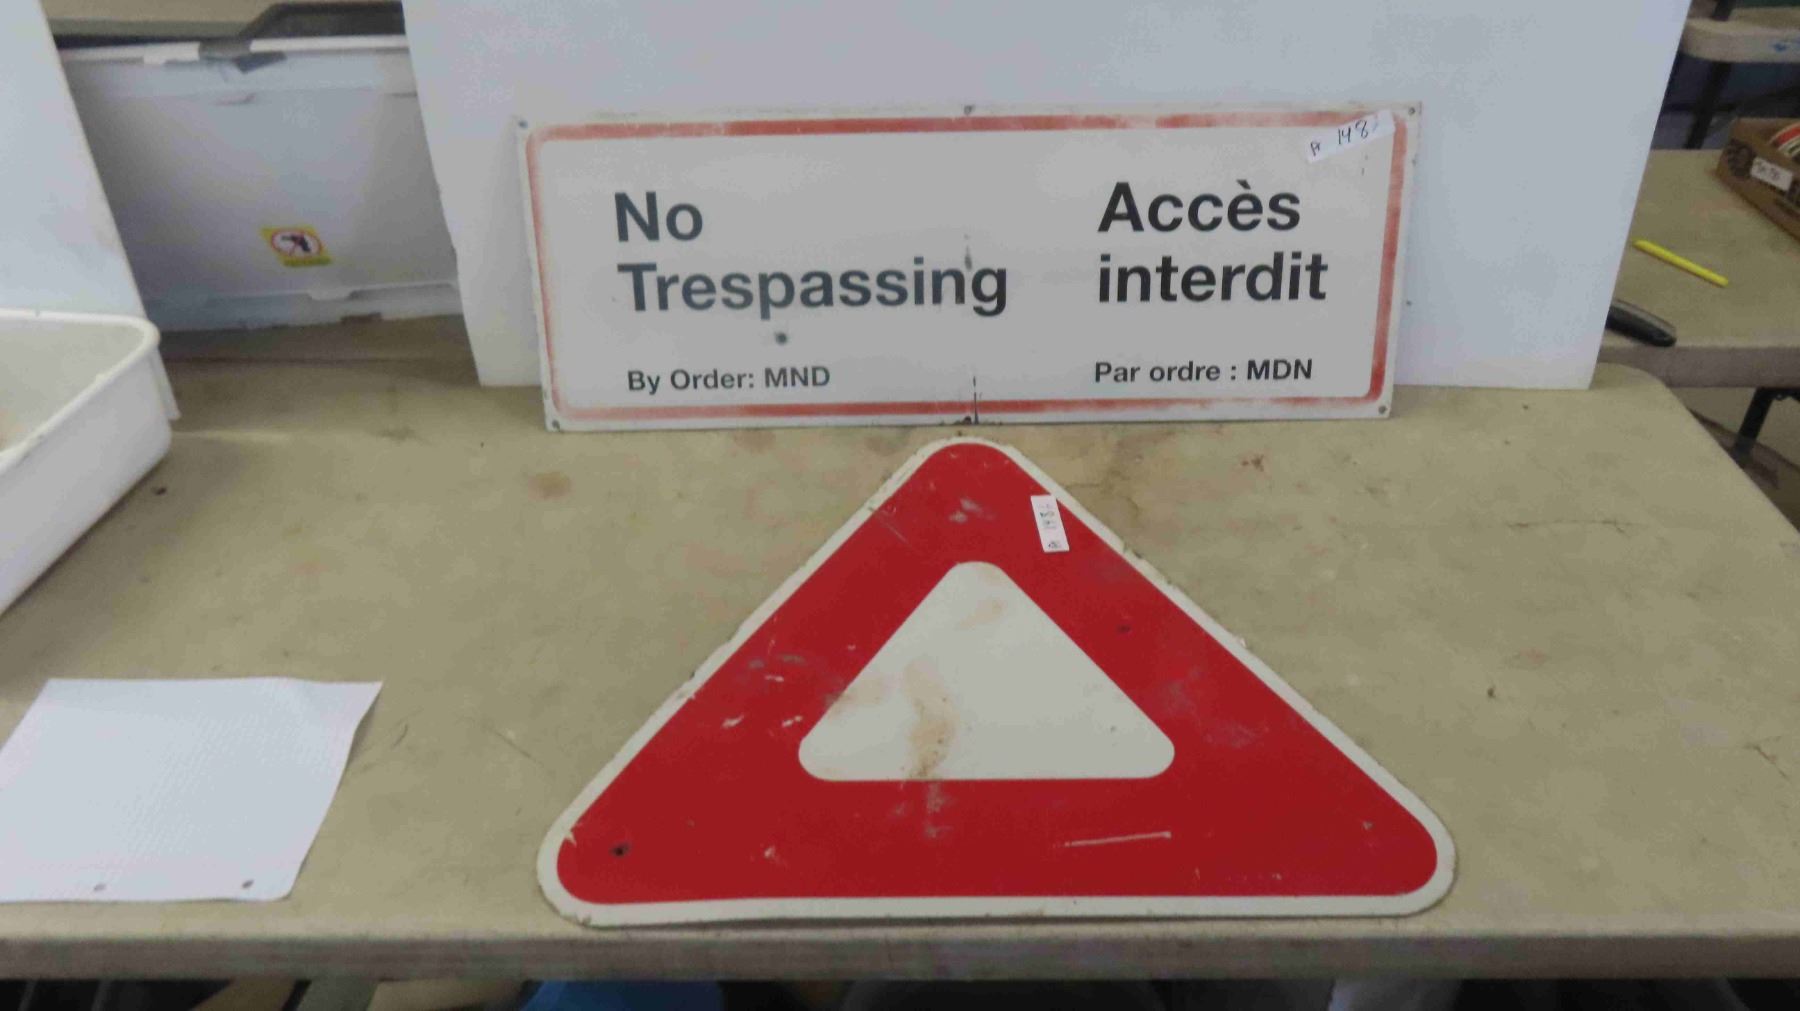 No
Trespassing
By Order: MND
Accès
interdit
Par ordre : MDN